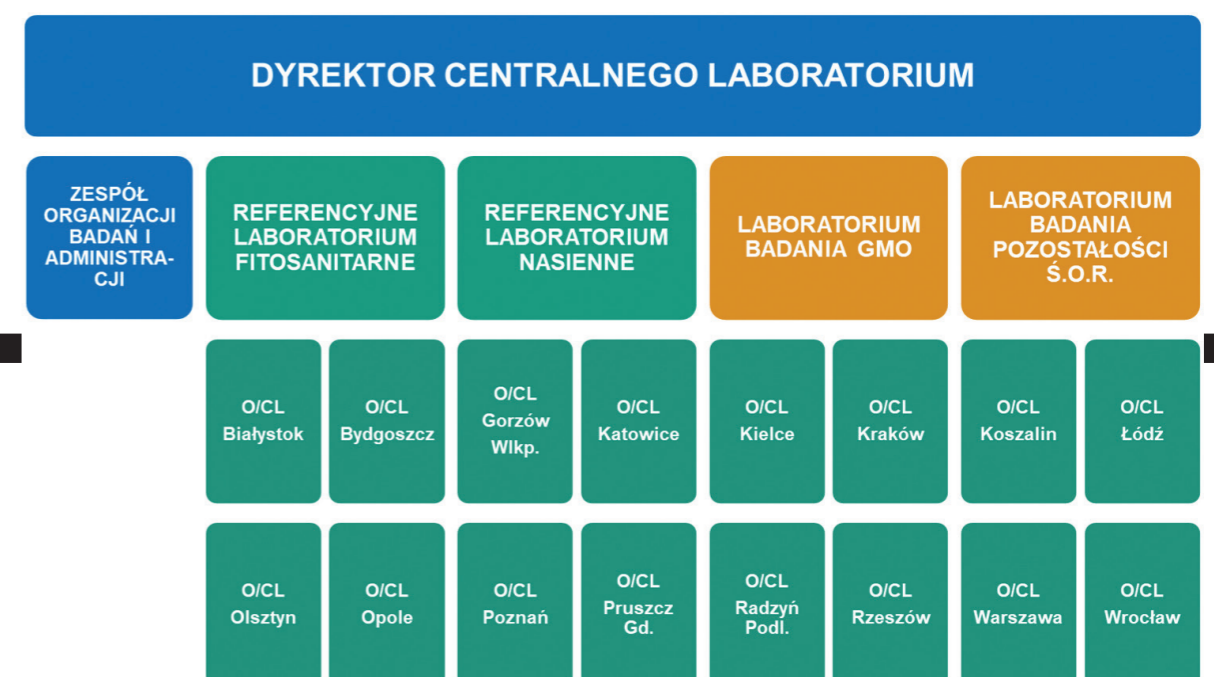 DYREKTOR CENTRALNEGO LABORATORIUM
ZESPÓŁ
ORGANIZACJI
BADAŃ I
ADMINISTRA-
CJI
REFERENCYJNE
LABORATORIUM
FITOSANITARNE
REFERENCYJNE
LABORATORIUM
NASIENNE
LABORATORIUM
BADANIA GMO
LABORATORIUM
BADANIA
POZOSTAŁOŚCI
Ś.O.R.
O/CL
Białystok
O/CL
Bydgoszcz
O/CL
Gorzów
Wlkp.
O/CL
Katowice
O/CL
Kielce
O/CL
Kraków
O/CL
Koszalin
O/CL
Łódź
O/CL
Olsztyn
O/CL
Opole
O/CL
Poznań
O/CL
Pruszcz
Gd.
O/CL
Radzyń
Podl.
O/CL
Rzeszów
O/CL
Warszawa
O/CL
Wrocław